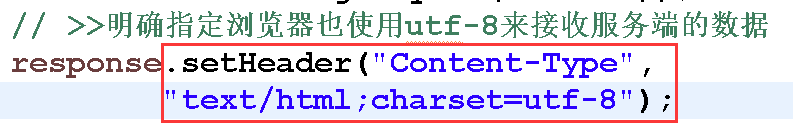 // >>明确指定浏览器也使用utf-8来接收服务端的数据
response.setHeader("Content-Type",
"text/html;charset=utf-8");